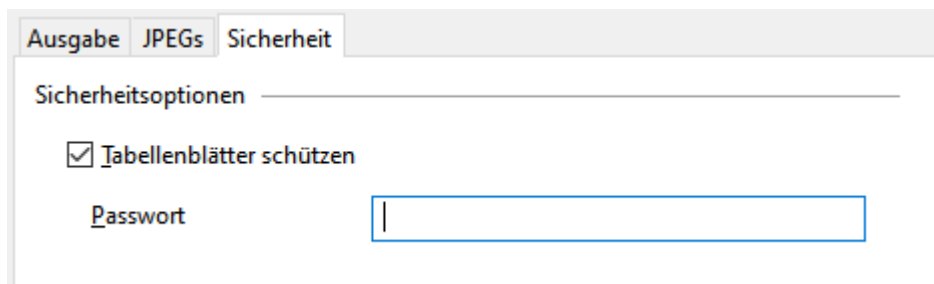 Ausgabe JPEGs Sicherheit
Sicherheitsoptionen
Tabellenblätter schützen
Passwort